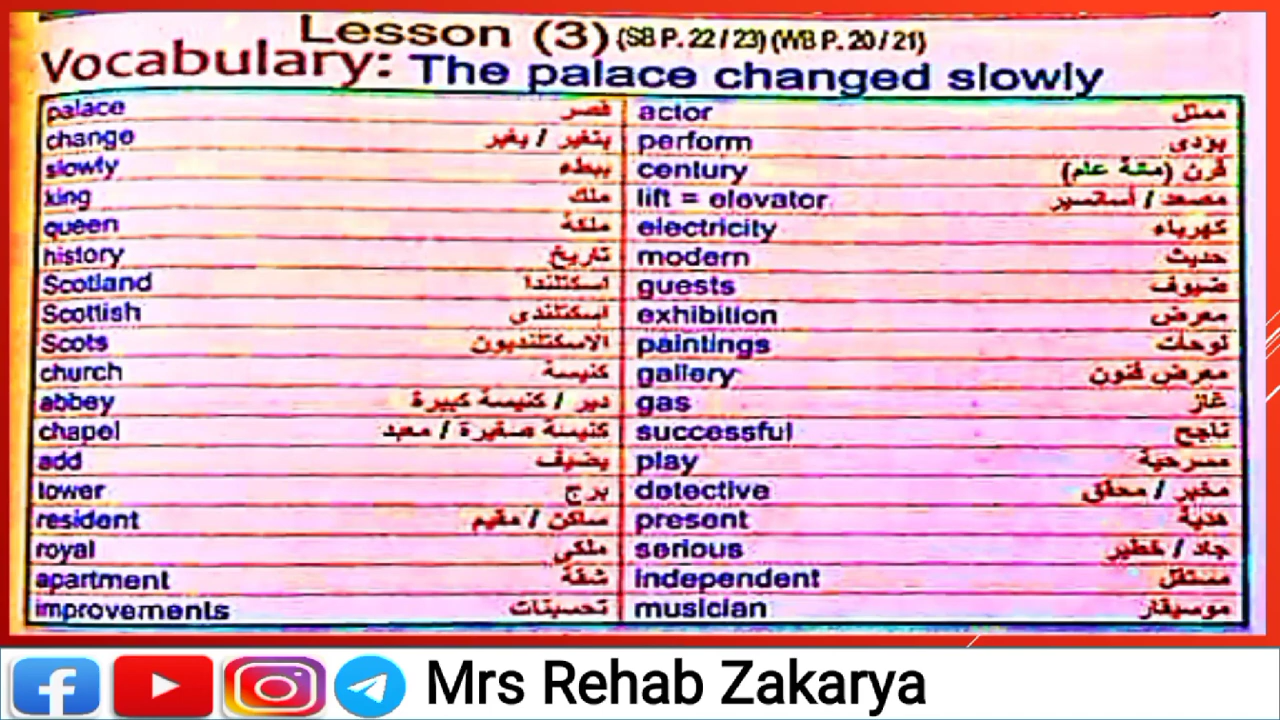 Lesson (3) (SB P. 22 / 23) (WB P. 20 / 21)
Vocabulary: The palace changed slowly
palace قصر actor ممثل
change يتغير / يغير perform يؤدى
slowly ببطء century قرن (مئة عام)
king ملك lift = elevator مصعد / أسانسير
queen ملكة electricity كهرباء
history تاريخ modern حديث
Scotland اسكتلندا guests ضيوف
Scottish اسكتلندى exhibition معرض
Scots الاسكتلنديون paintings لوحات
church كنيسة gallery معرض فنون
abbey دير / كنيسة كبيرة gas غاز
chapel كنيسة صغيرة / معبد successful ناجح
add يضيف play مسرحية
tower برج detective مخبر / محقق
resident ساكن / مقيم present هدية
royal ملكي serious جاد / خطير
apartment شقة independent مستقل
improvements تحسينات musician موسيقار
Mrs Rehab Zakarya